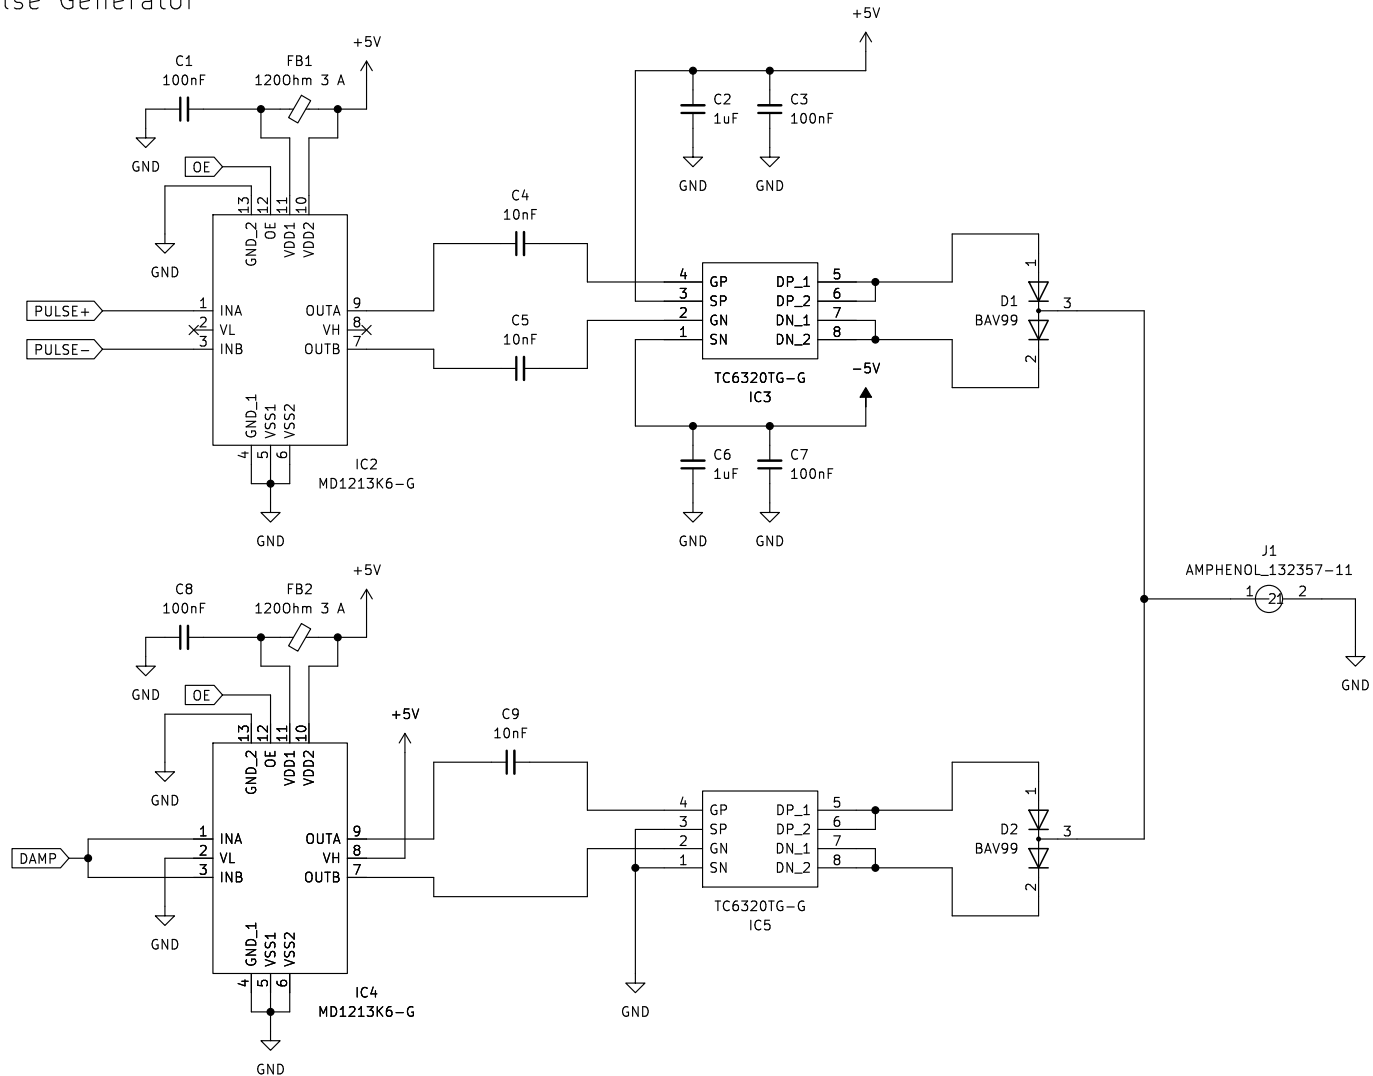 lse Generator
+5V
C1
100nF
FB1
120Ohm 3 A
GND
OE
GND
13
12
11
10
GND_2
OE
VDD1
VDD2
PULSE+
PULSE-
1
2
3
INA
VL
INB
OUTA
VH
OUTB
9
8
7
GND_1
VSS1
VSS2
4
5
6
IC2
MD1213K6-G
GND
C4
10nF
C5
10nF
+5V
C2
1uF
C3
100nF
GND
GND
4
3
2
1
GP
SP
GN
SN
DP_1
DP_2
DN_1
DN_2
5
6
7
8
TC6320TG-G
IC3
-5V
C6
1uF
C7
100nF
GND
GND
1
D1
BAV99
3
2
J1
AMPHENOL_132357-11
1
21
2
GND
+5V
C8
100nF
FB2
120Ohm 3 A
GND
OE
GND
13
12
11
10
GND_2
OE
VDD1
VDD2
+5V
DAMP
1
2
3
INA
VL
INB
OUTA
VH
OUTB
9
8
7
GND
GND_1
VSS1
VSS2
4
5
6
IC4
MD1213K6-G
GND
C9
10nF
4
3
2
1
GP
SP
GN
SN
DP_1
DP_2
DN_1
DN_2
5
6
7
8
TC6320TG-G
IC5
GND
1
D2
BAV99
3
2